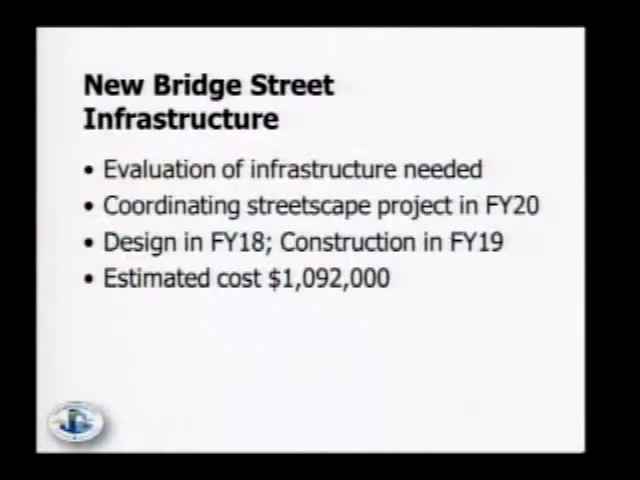 New Bridge Street
Infrastructure
• Evaluation of infrastructure needed
• Coordinating streetscape project in FY20
• Design in FY18; Construction in FY19
• Estimated cost $1,092,000